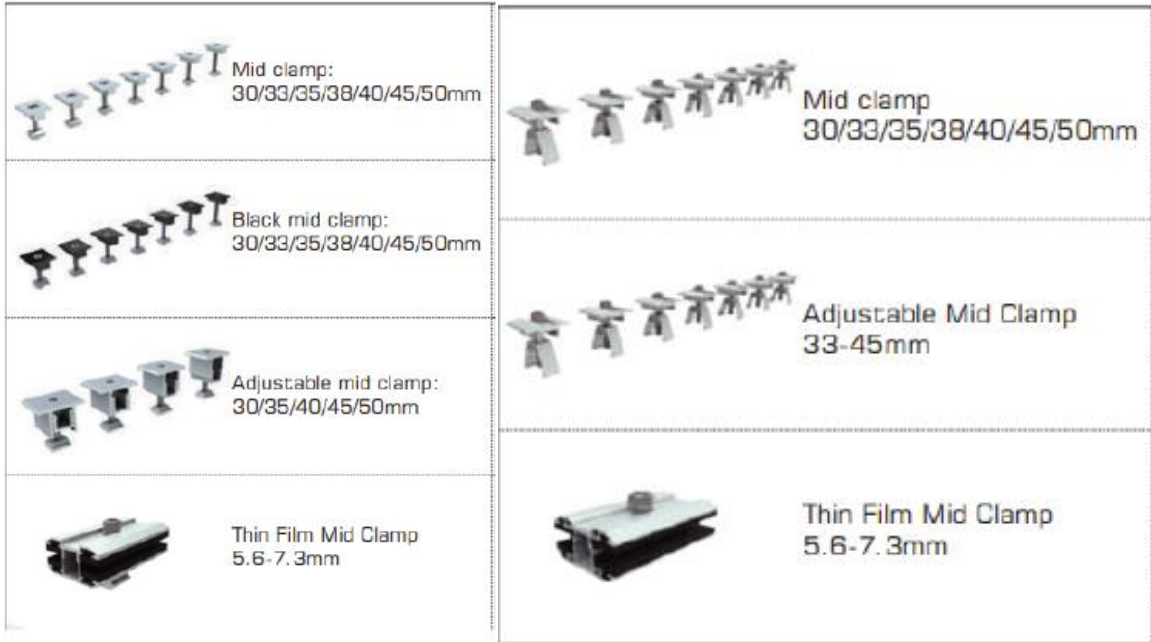 Mid clamp:
30/33/35/38/40/45/50mm
Black mid clamp:
30/33/35/38/40/45/50mm
Adjustable mid clamp:
30/35/40/45/50mm
Thin Film Mid Clamp
5.6-7.3mm
Mid clamp
30/33/35/38/40/45/50mm
Adjustable Mid Clamp
33-45mm
Thin Film Mid Clamp
5.6-7.3mm